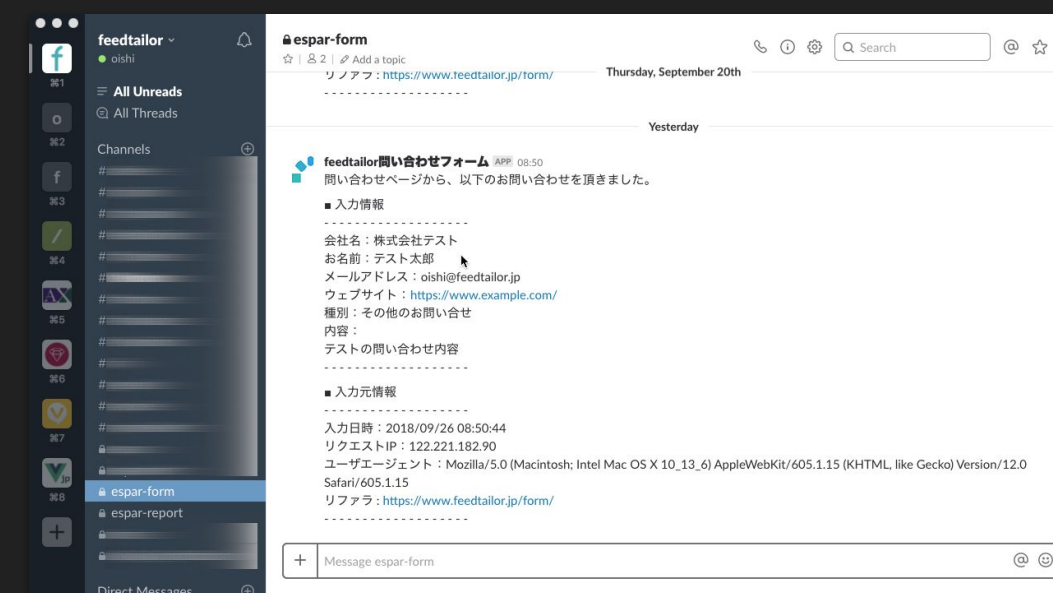 feedtailor
oishi
All Unreads
All Threads
Channels
espar-form
espar-report
Direct Messages
f
⌘1
o
⌘2
f
⌘3
/
⌘4
AX
⌘5
⌘6
⌘7
V
JP
⌘8
+
espar-form
2
Add a topic
Search
リファラ : https://www.feedtailor.jp/form/
- - - - - - - - - - - - - - - - - - -
Thursday, September 20th
Yesterday
feedtailor問い合わせフォーム APP 08:50
問い合わせページから、以下のお問い合わせを頂きました。
■ 入力情報
- - - - - - - - - - - - - - - - - - -
会社名：株式会社テスト
お名前：テスト太郎
メールアドレス：oishi@feedtailor.jp
ウェブサイト：https://www.example.com/
種別：その他のお問い合せ
内容：
テストの問い合わせ内容
- - - - - - - - - - - - - - - - - - -
■ 入力元情報
- - - - - - - - - - - - - - - - - - -
入力日時：2018/09/26 08:50:44
リクエストIP：122.221.182.90
ユーザエージェント：Mozilla/5.0 (Macintosh; Intel Mac OS X 10_13_6) AppleWebKit/605.1.15 (KHTML, like Gecko) Version/12.0
Safari/605.1.15
リファラ : https://www.feedtailor.jp/form/
- - - - - - - - - - - - - - - - - - -
Message espar-form